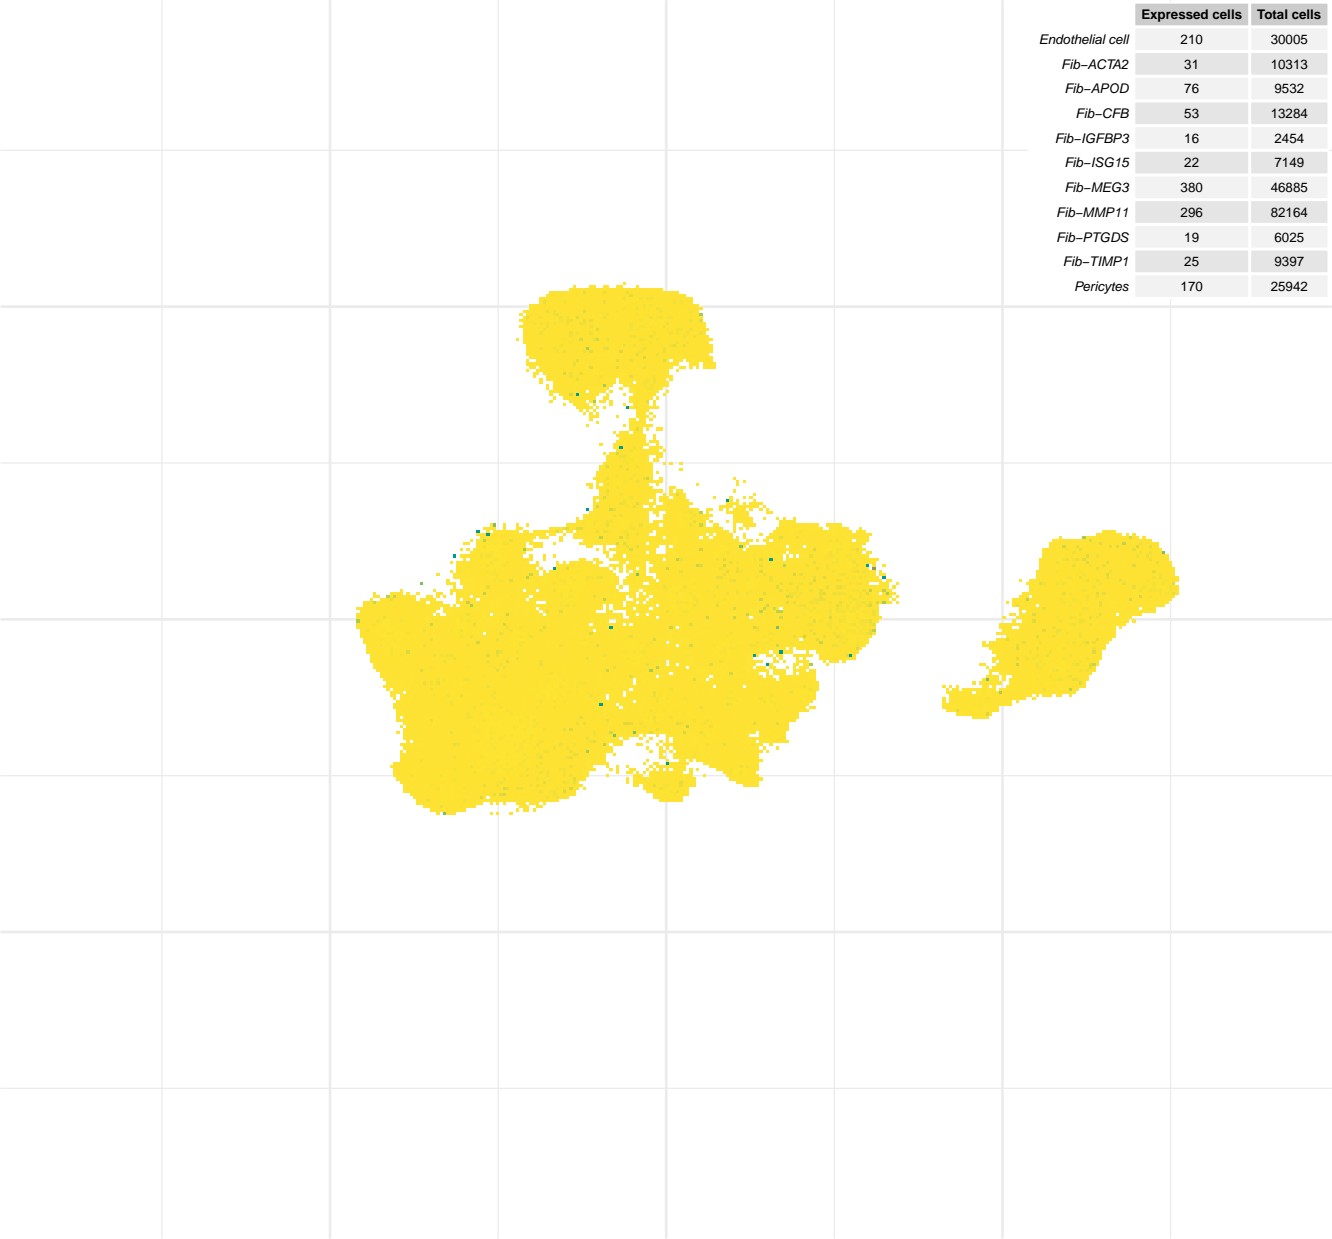 Expressed cells Total cells
Endothelial cell 210 30005
Fib−ACTA2 31 10313
Fib−APOD 76 9532
Fib−CFB 53 13284
Fib−IGFBP3 16 2454
Fib−ISG15 22 7149
Fib−MEG3 380 46885
Fib−MMP11 296 82164
Fib−PTGDS 19 6025
Fib−TIMP1 25 9397
Pericytes 170 25942